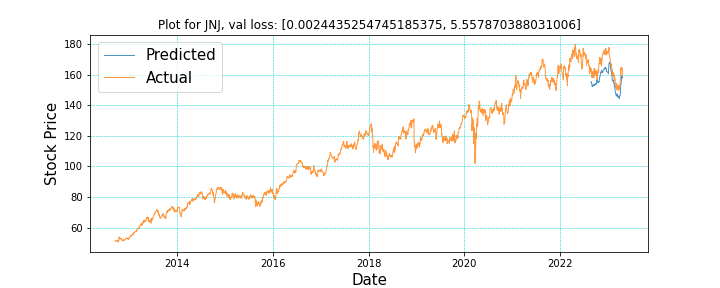 Plot for JNJ, val loss: [0.0024435254745185375, 5.557870388031006]
Predicted
Actual
180
160
140
120
100
80
60
Stock Price
2014
2016
2018
2020
2022
Date